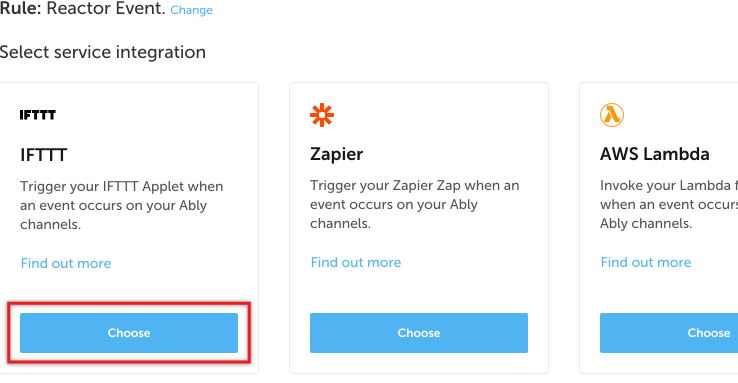 Rule: Reactor Event. Change
Select service integration
IFTTT
IFTTT
Trigger your IFTTT Applet when
an event occurs on your Ably
channels.
Find out more
Choose
Zapier
Trigger your Zapier Zap when an
event occurs on your Ably
channels.
Find out more
Choose
AWS Lambda
Invoke your Lambda f
when an event occurs
Ably channels.
Find out more
Choose